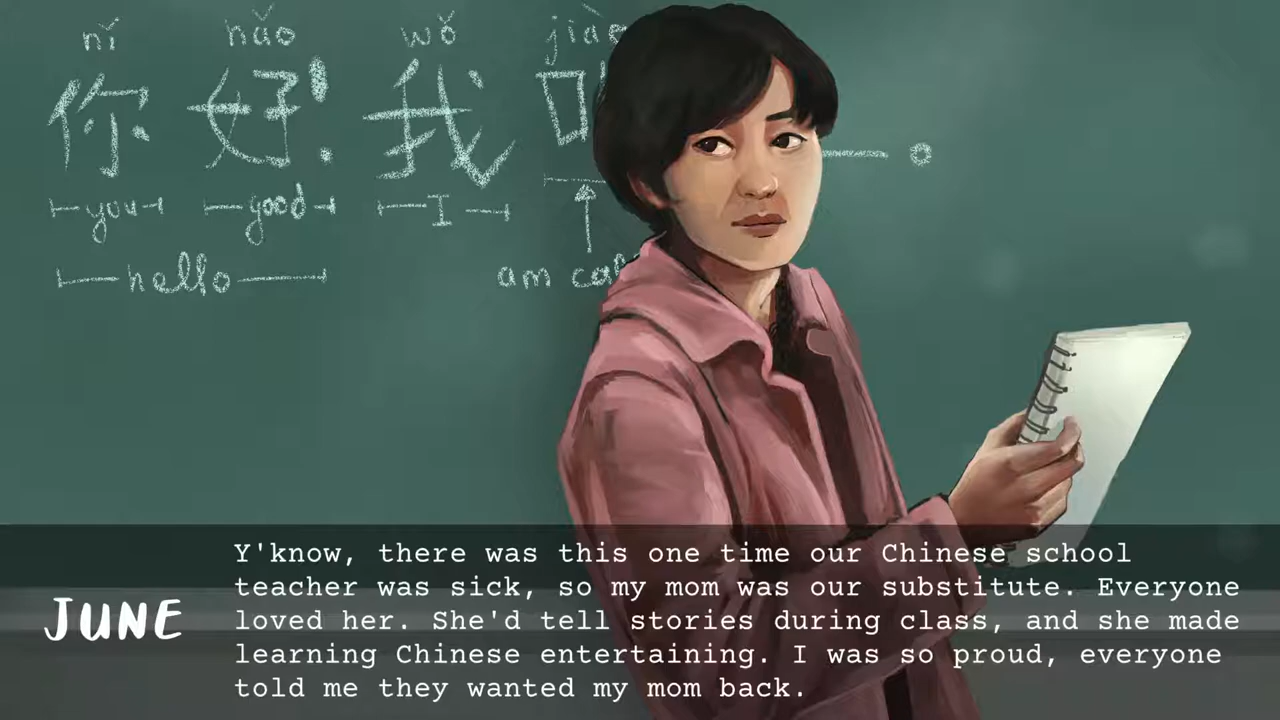 nǐ hǎo wǒ
你 好! 我 。
you good I
hello am
Y'know, there was this one time our Chinese school
teacher was sick, so my mom was our substitute. Everyone
loved her. She'd tell stories during class, and she made
JUNE
learning Chinese entertaining. I was so proud, everyone
told me they wanted my mom back.